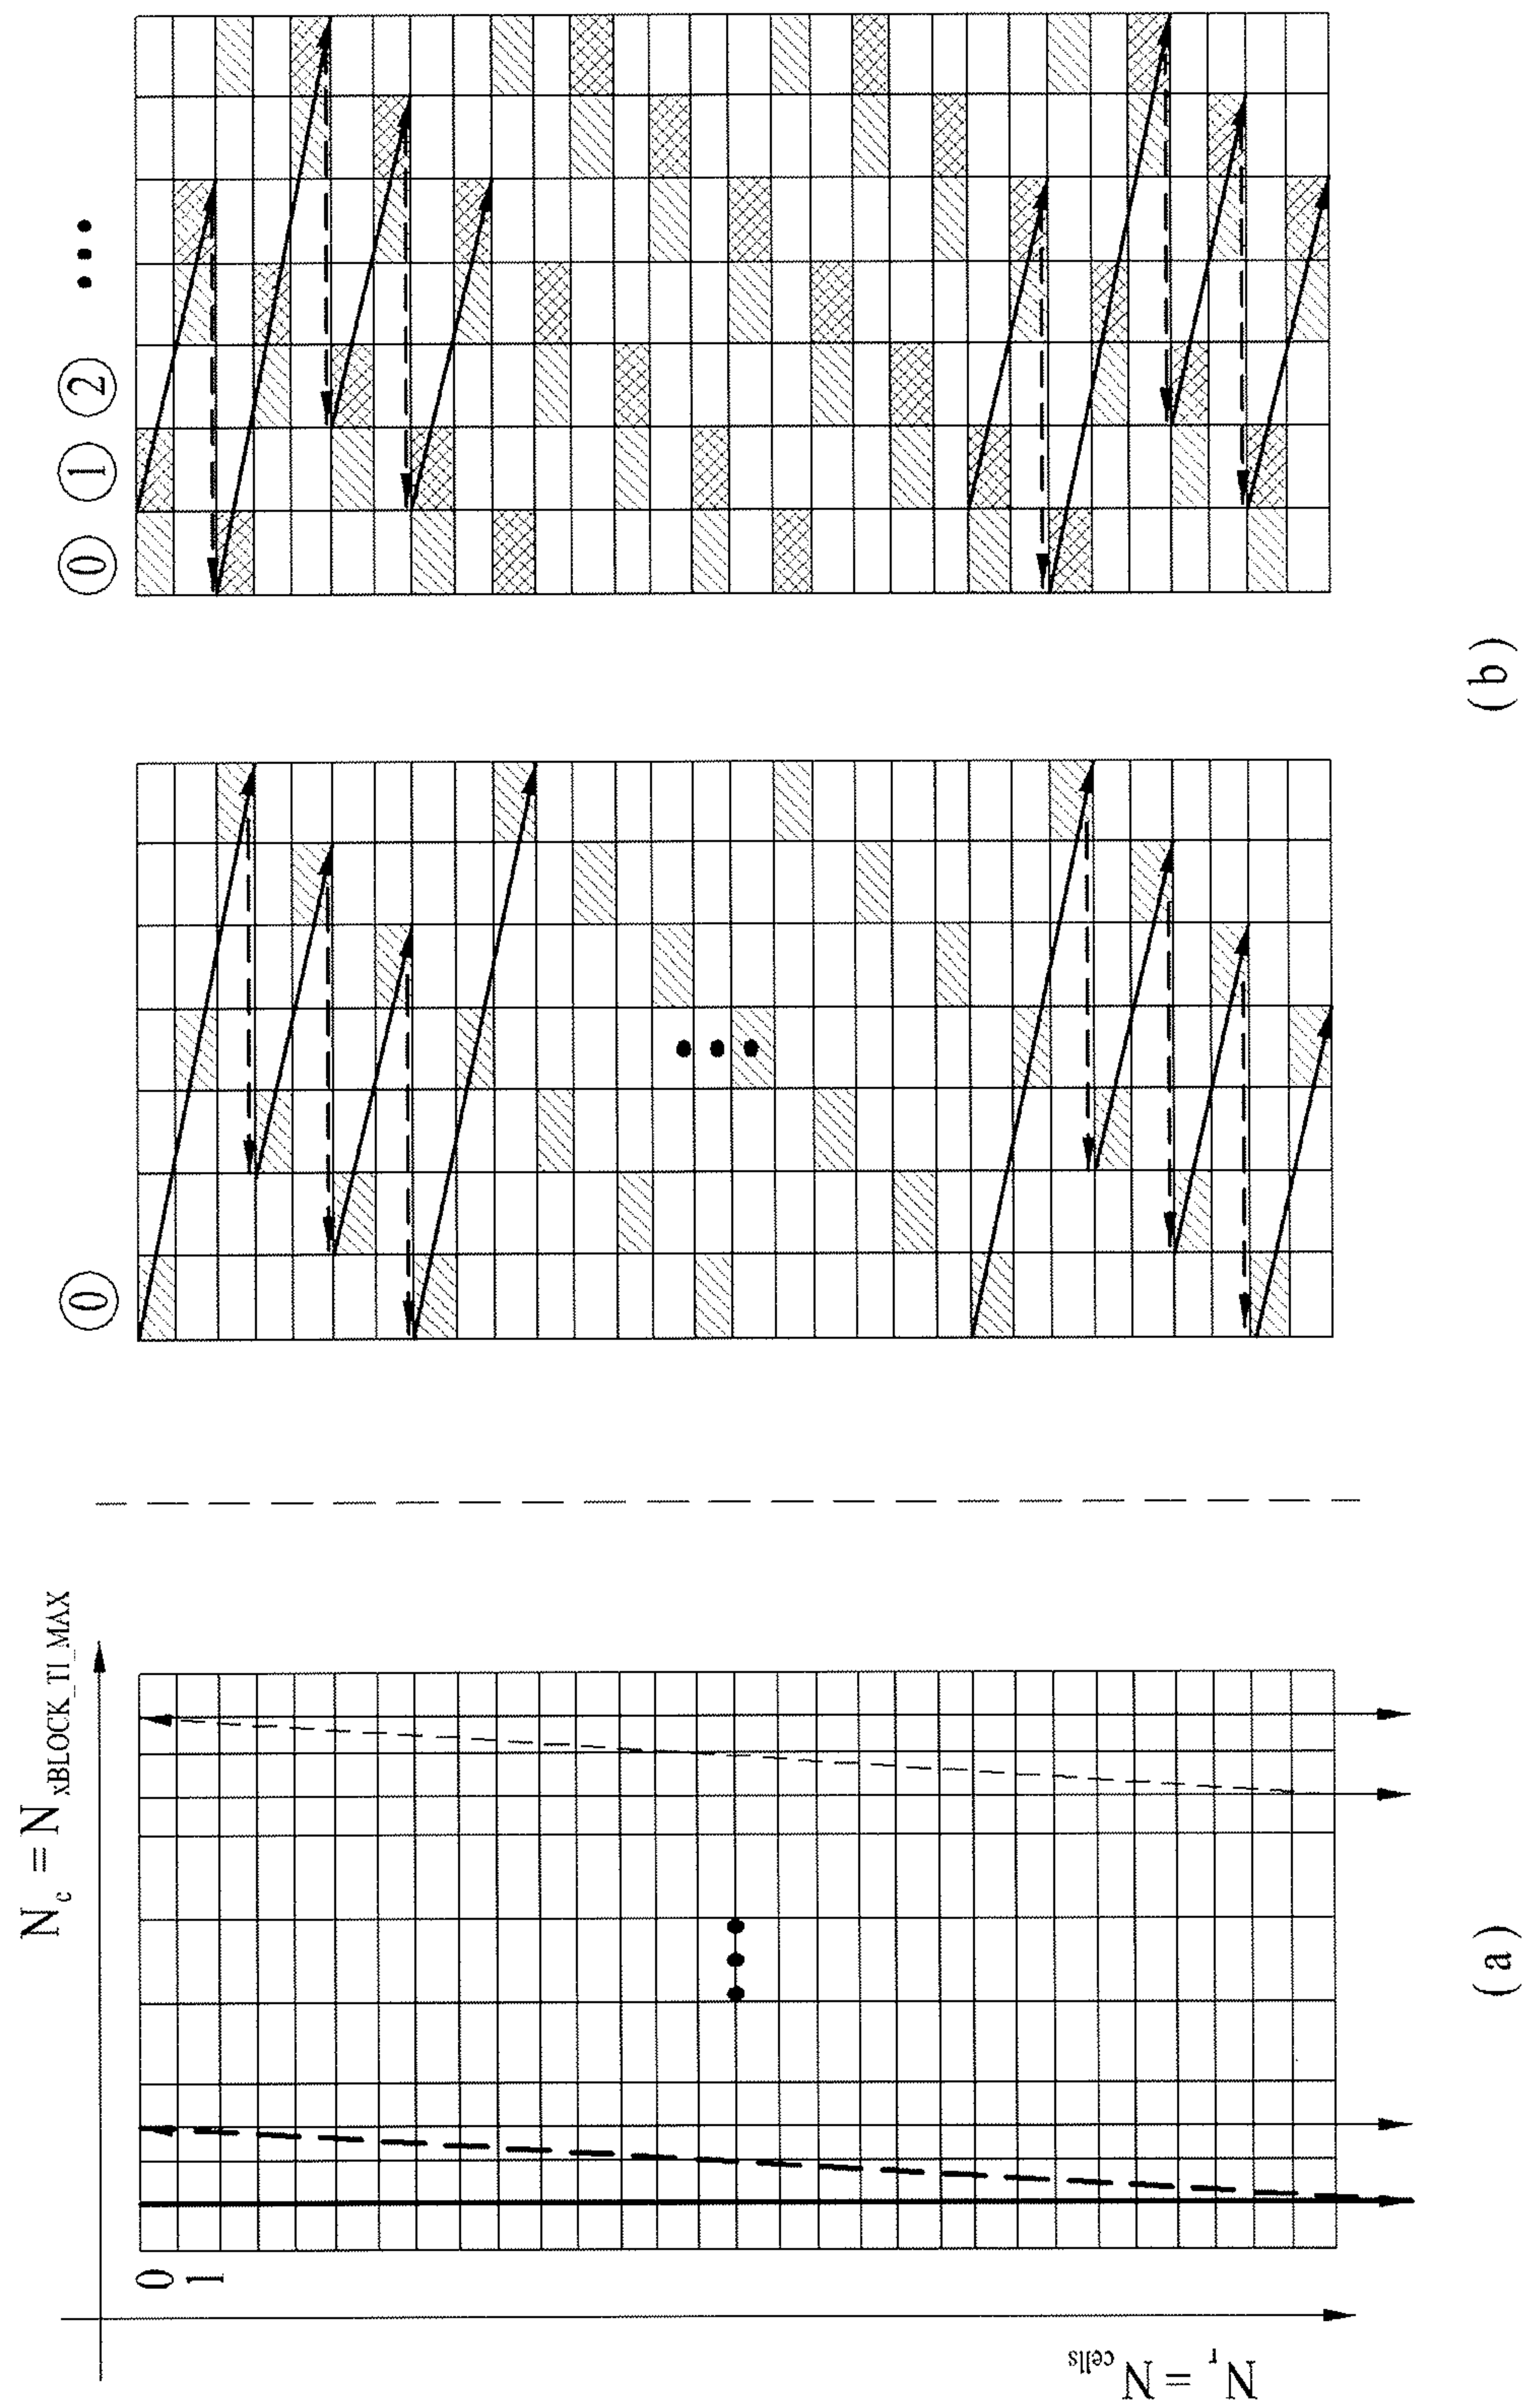 N_c = N_xBLOCK_TI_MAX
N_r = N_cells
0
1
(a)
⓪
⓪ ① ② •••
(b)